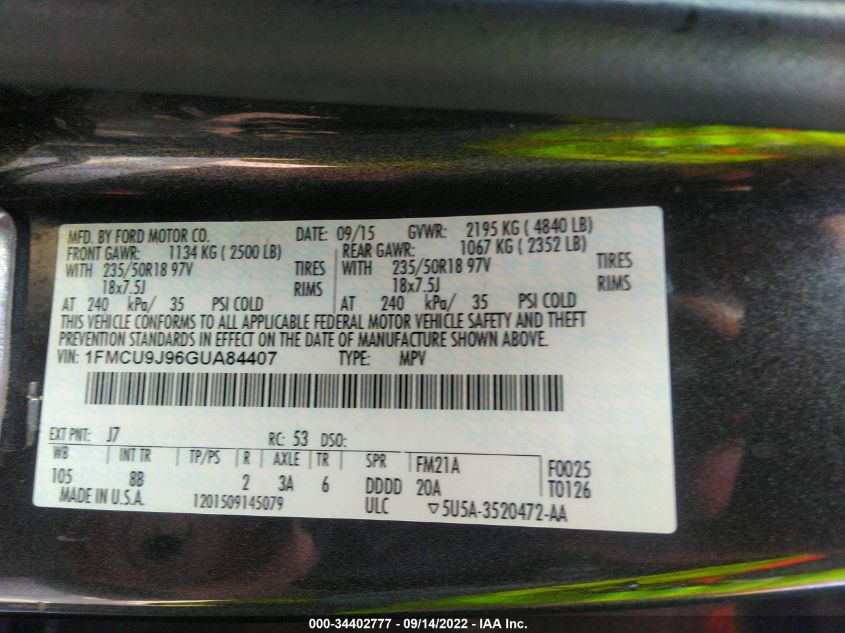 MFD. BY FORD MOTOR CO. DATE: 09/15 GVWR: 2195 KG ( 4840 LB)
FRONT GAWR: 1134 KG ( 2500 LB) REAR GAWR: 1067 KG ( 2352 LB)
WITH 235/50R18 97V TIRES WITH 235/50R18 97V TIRES
18x7.5J RIMS 18x7.5J RIMS
AT 240 kPa/ 35 PSI COLD AT 240 kPa/ 35 PSI COLD
THIS VEHICLE CONFORMS TO ALL APPLICABLE FEDERAL MOTOR VEHICLE SAFETY AND THEFT
PREVENTION STANDARDS IN EFFECT ON THE DATE OF MANUFACTURE SHOWN ABOVE.
VIN: 1FMCU9J96GUA84407 TYPE: MPV
EXT PNT: J7 RC: 53 DSO:
WB INT TR TP/PS R AXLE TR SPR FM21A F0025
105 8B 2 3A 6 DDDD 20A T0126
MADE IN U.S.A. 1201509145079 ULC ▽5U5A-3520472-AA
000-34402777 - 09/14/2022 - IAA Inc.